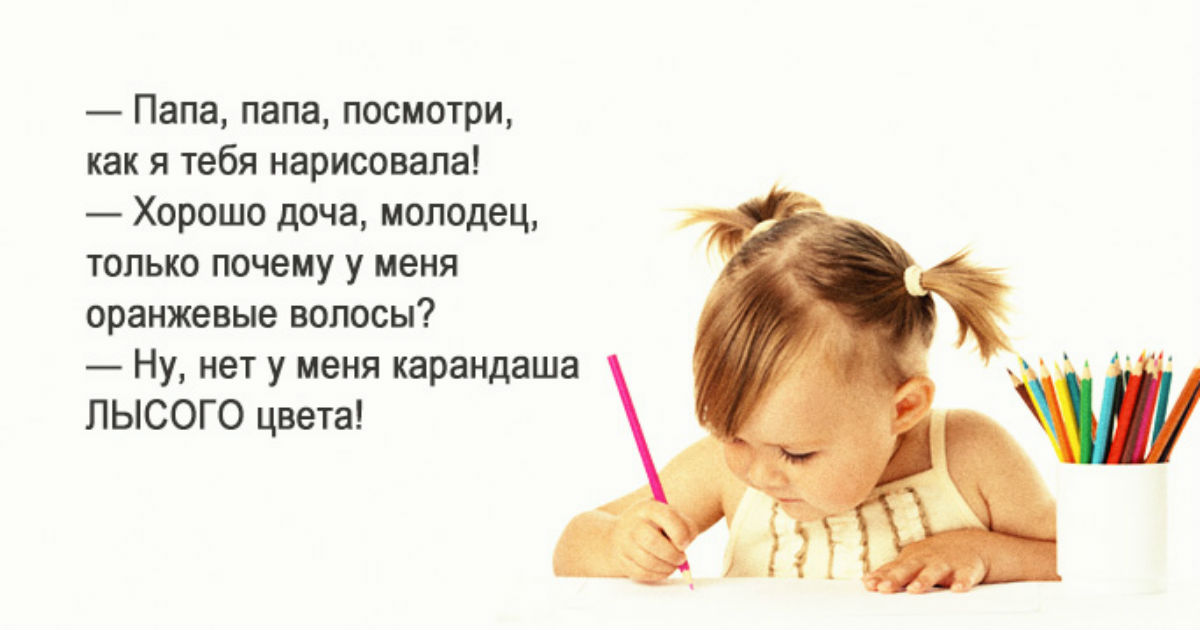 — Папа, папа, посмотри,
как я тебя нарисовала!
— Хорошо доча, молодец,
только почему у меня
оранжевые волосы?
— Ну, нет у меня карандаша
ЛЫСОГО цвета!